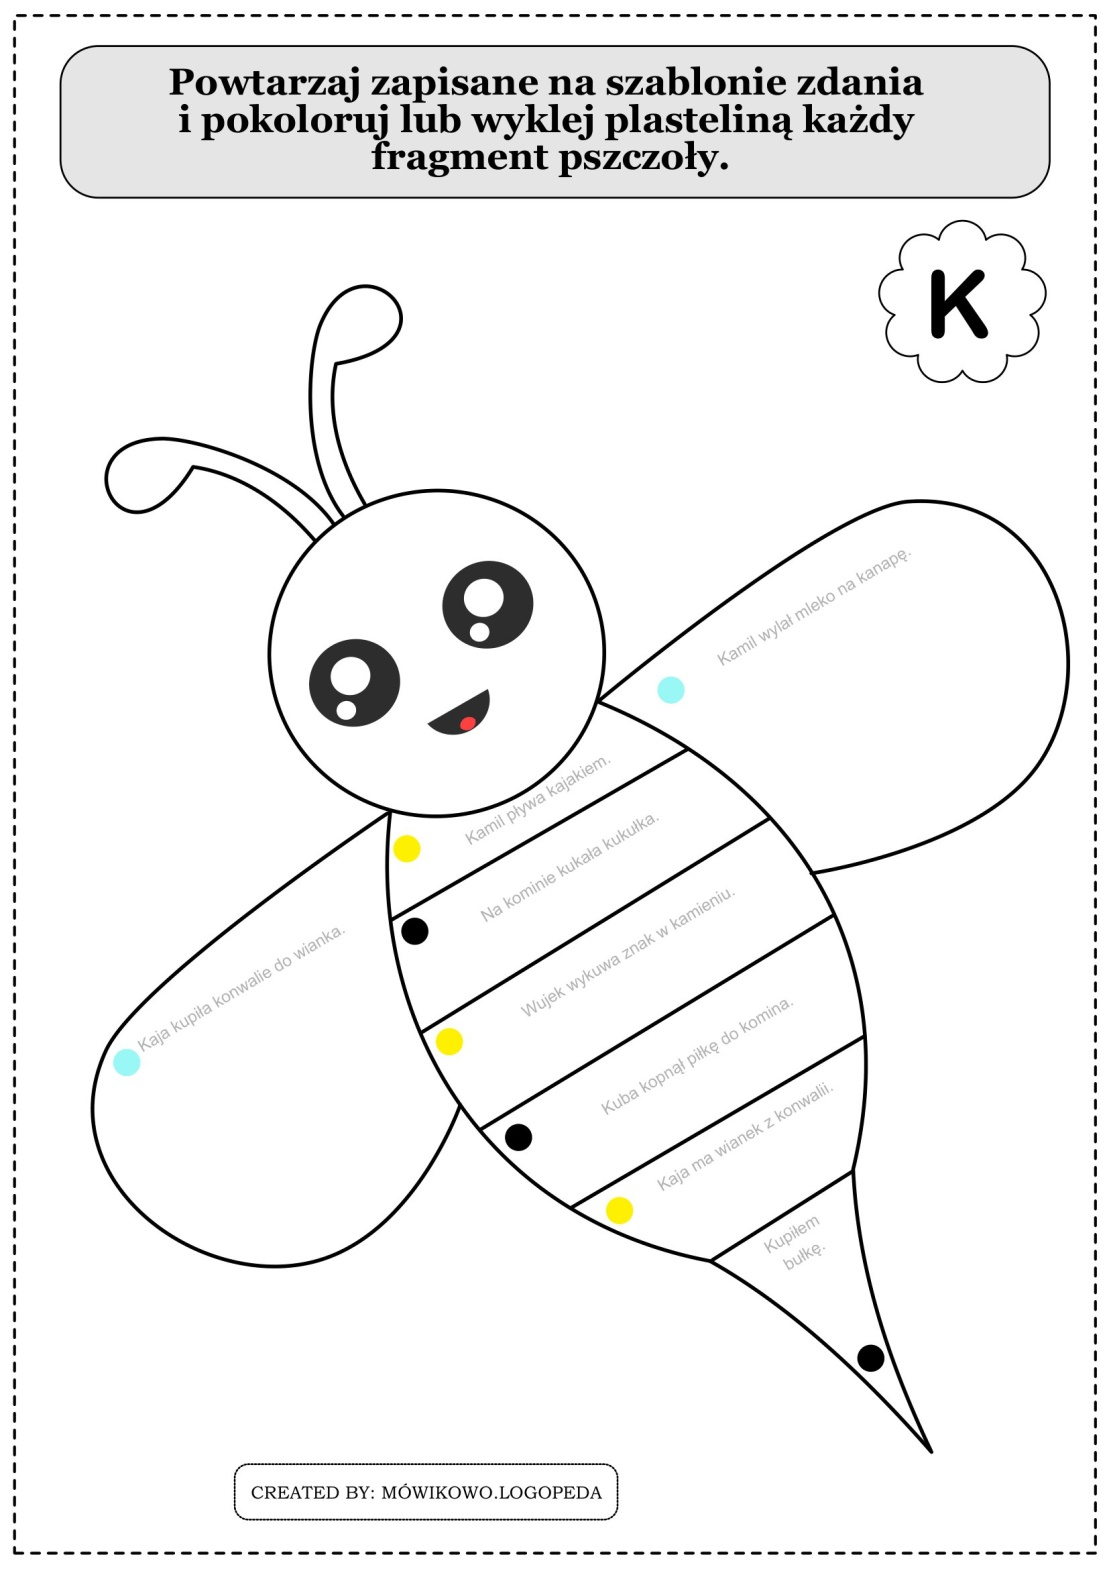 Powtarzaj zapisane na szablonie zdania
i pokoloruj lub wyklej plasteliną każdy
fragment pszczoły.
K
Kamil wylał mleko na kanapę.
Kamil pływa kajakiem.
Na kominie kukała kukułka.
Kaja kupiła konwalie do wianka.
Wujek wykuwa znak w kamieniu.
Kuba kopnął piłkę do komina.
Kaja ma wianek z konwalii.
Kupiłem
bułkę.
CREATED BY: MÓWIKOWO.LOGOPEDA